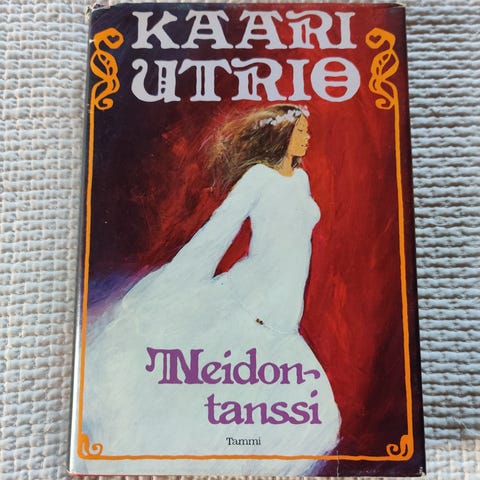 KAARI
UTRIO
Neidon-
tanssi
Tammi